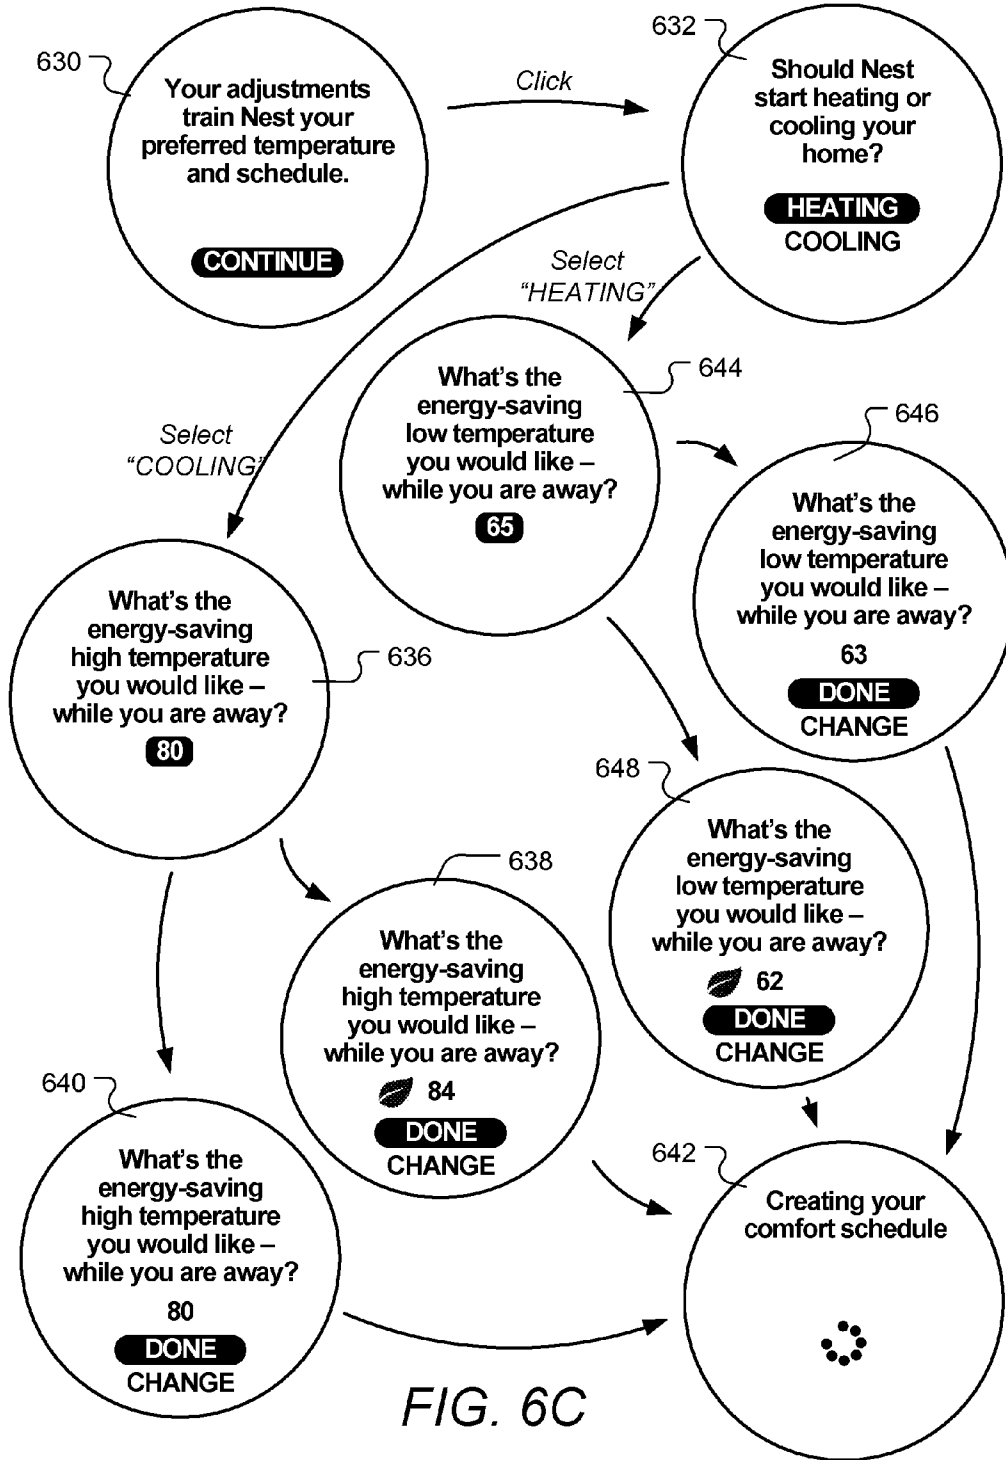 630
Your adjustments
train Nest your
preferred temperature
and schedule.
CONTINUE
Click
632
Should Nest
start heating or
cooling your
home?
HEATING
COOLING
Select
“HEATING”
Select
“COOLING”
644
What’s the
energy-saving
low temperature
you would like –
while you are away?
65
646
What’s the
energy-saving
low temperature
you would like –
while you are away?
63
DONE
CHANGE
636
What’s the
energy-saving
high temperature
you would like –
while you are away?
80
648
What’s the
energy-saving
low temperature
you would like –
while you are away?
62
DONE
CHANGE
638
What’s the
energy-saving
high temperature
you would like –
while you are away?
84
DONE
CHANGE
640
What’s the
energy-saving
high temperature
you would like –
while you are away?
80
DONE
CHANGE
642
Creating your
comfort schedule
FIG. 6C